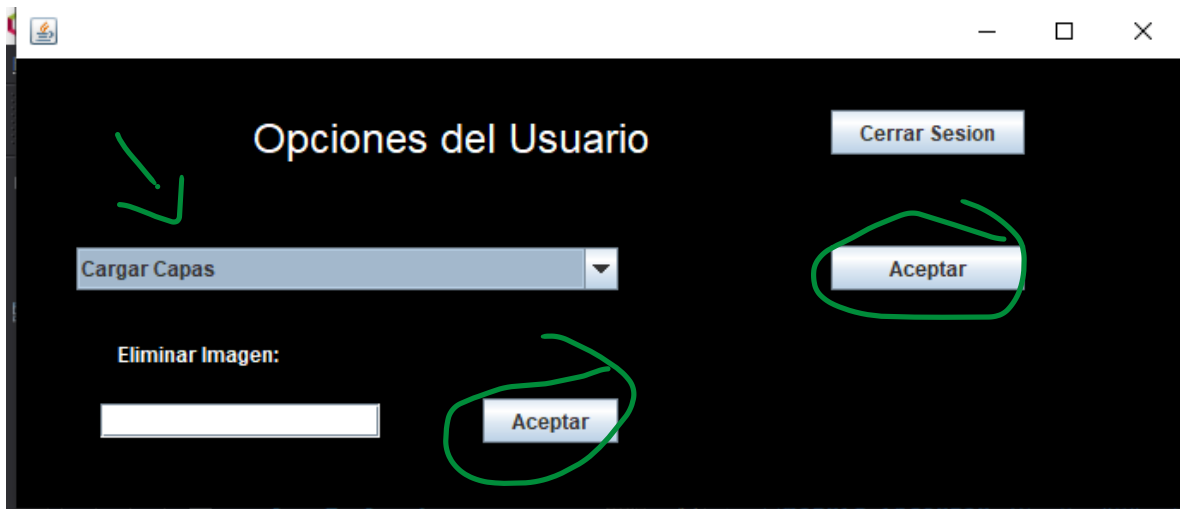 Opciones del Usuario
Cerrar Sesion
Cargar Capas
Aceptar
Eliminar Imagen:
Aceptar